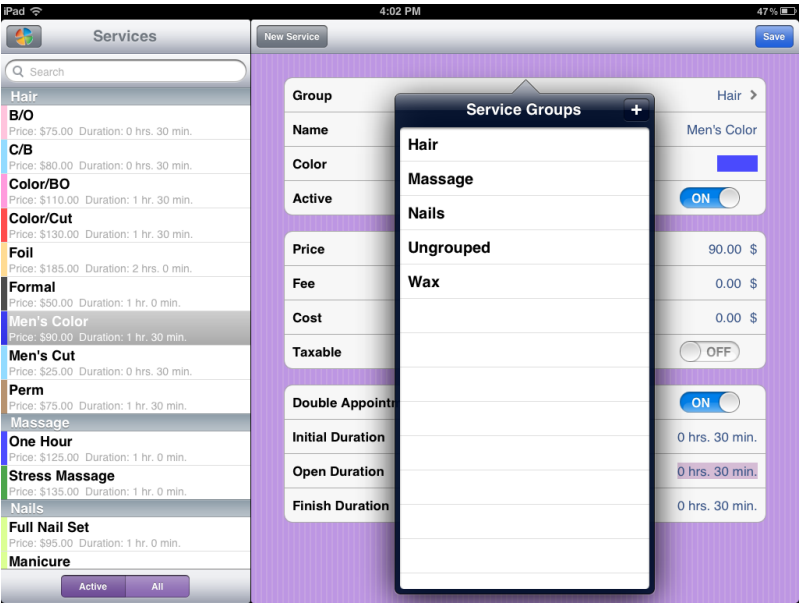 iPad
4:02 PM
47%
Services
New Service
Save
Search
Hair
B/O
Price: $75.00 Duration: 0 hrs. 30 min.
C/B
Price: $80.00 Duration: 0 hrs. 30 min.
Color/BO
Price: $110.00 Duration: 1 hr. 30 min.
Color/Cut
Price: $130.00 Duration: 1 hr. 30 min.
Foil
Price: $185.00 Duration: 2 hrs. 0 min.
Formal
Price: $50.00 Duration: 1 hr. 0 min.
Men's Color
Price: $90.00 Duration: 1 hr. 30 min.
Men's Cut
Price: $25.00 Duration: 0 hrs. 30 min.
Perm
Price: $75.00 Duration: 1 hr. 30 min.
Massage
One Hour
Price: $125.00 Duration: 1 hr. 0 min.
Stress Massage
Price: $135.00 Duration: 1 hr. 0 min.
Nails
Full Nail Set
Price: $95.00 Duration: 1 hr. 0 min.
Manicure
Active
All
Group
Hair
Name
Men's Color
Color
Active
ON
Price
90.00 $
Fee
0.00 $
Cost
0.00 $
Taxable
OFF
Double Appointr
ON
Initial Duration
0 hrs. 30 min.
Open Duration
0 hrs. 30 min.
Finish Duration
0 hrs. 30 min.
Service Groups
+
Hair
Massage
Nails
Ungrouped
Wax